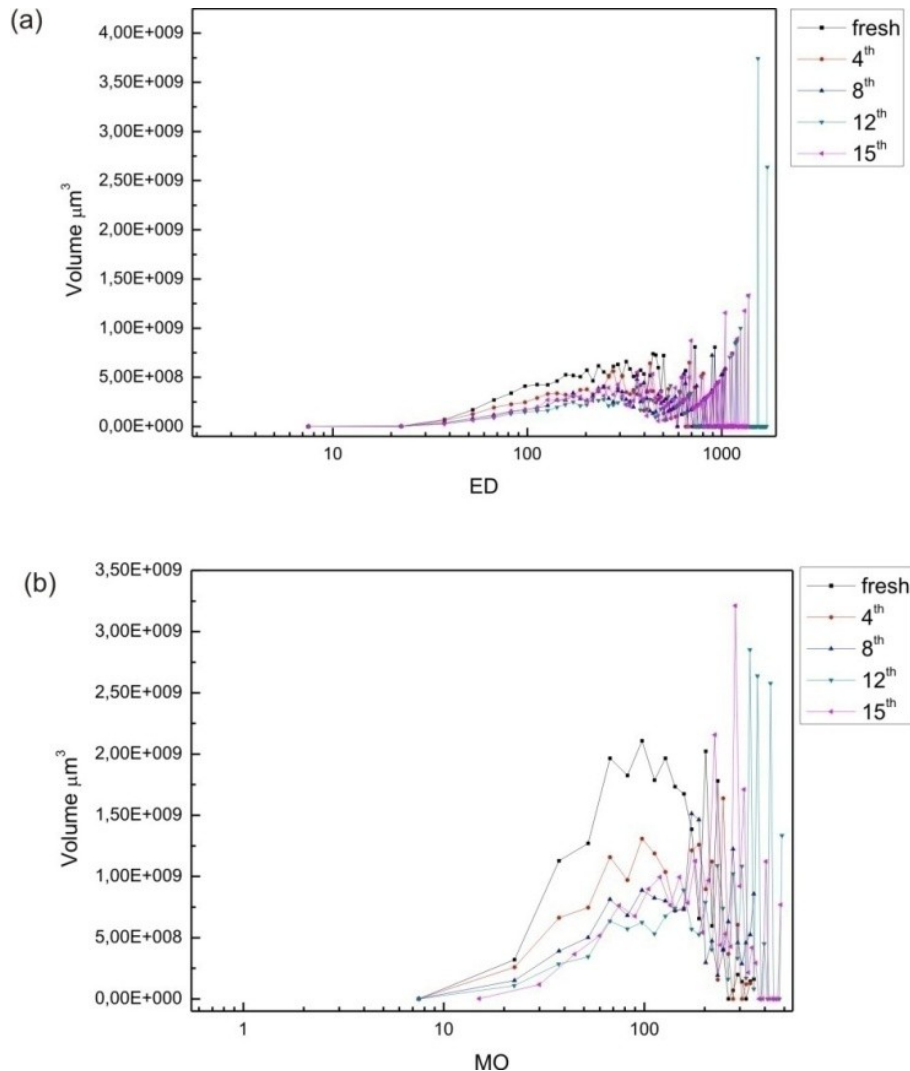 (a)
4,00E+009
3,75E+009
3,00E+009
2,50E+009
2,00E+009
1,50E+009
1,00E+009
5,00E+008
0,00E+000
Volume µm³
10
100
1000
ED
fresh
4th
8th
12th
15th
(b)
3,50E+009
3,00E+009
2,50E+009
2,00E+009
1,50E+009
1,00E+009
5,00E+008
0,00E+000
Volume µm³
1
10
100
MO
fresh
4th
8th
12th
15th